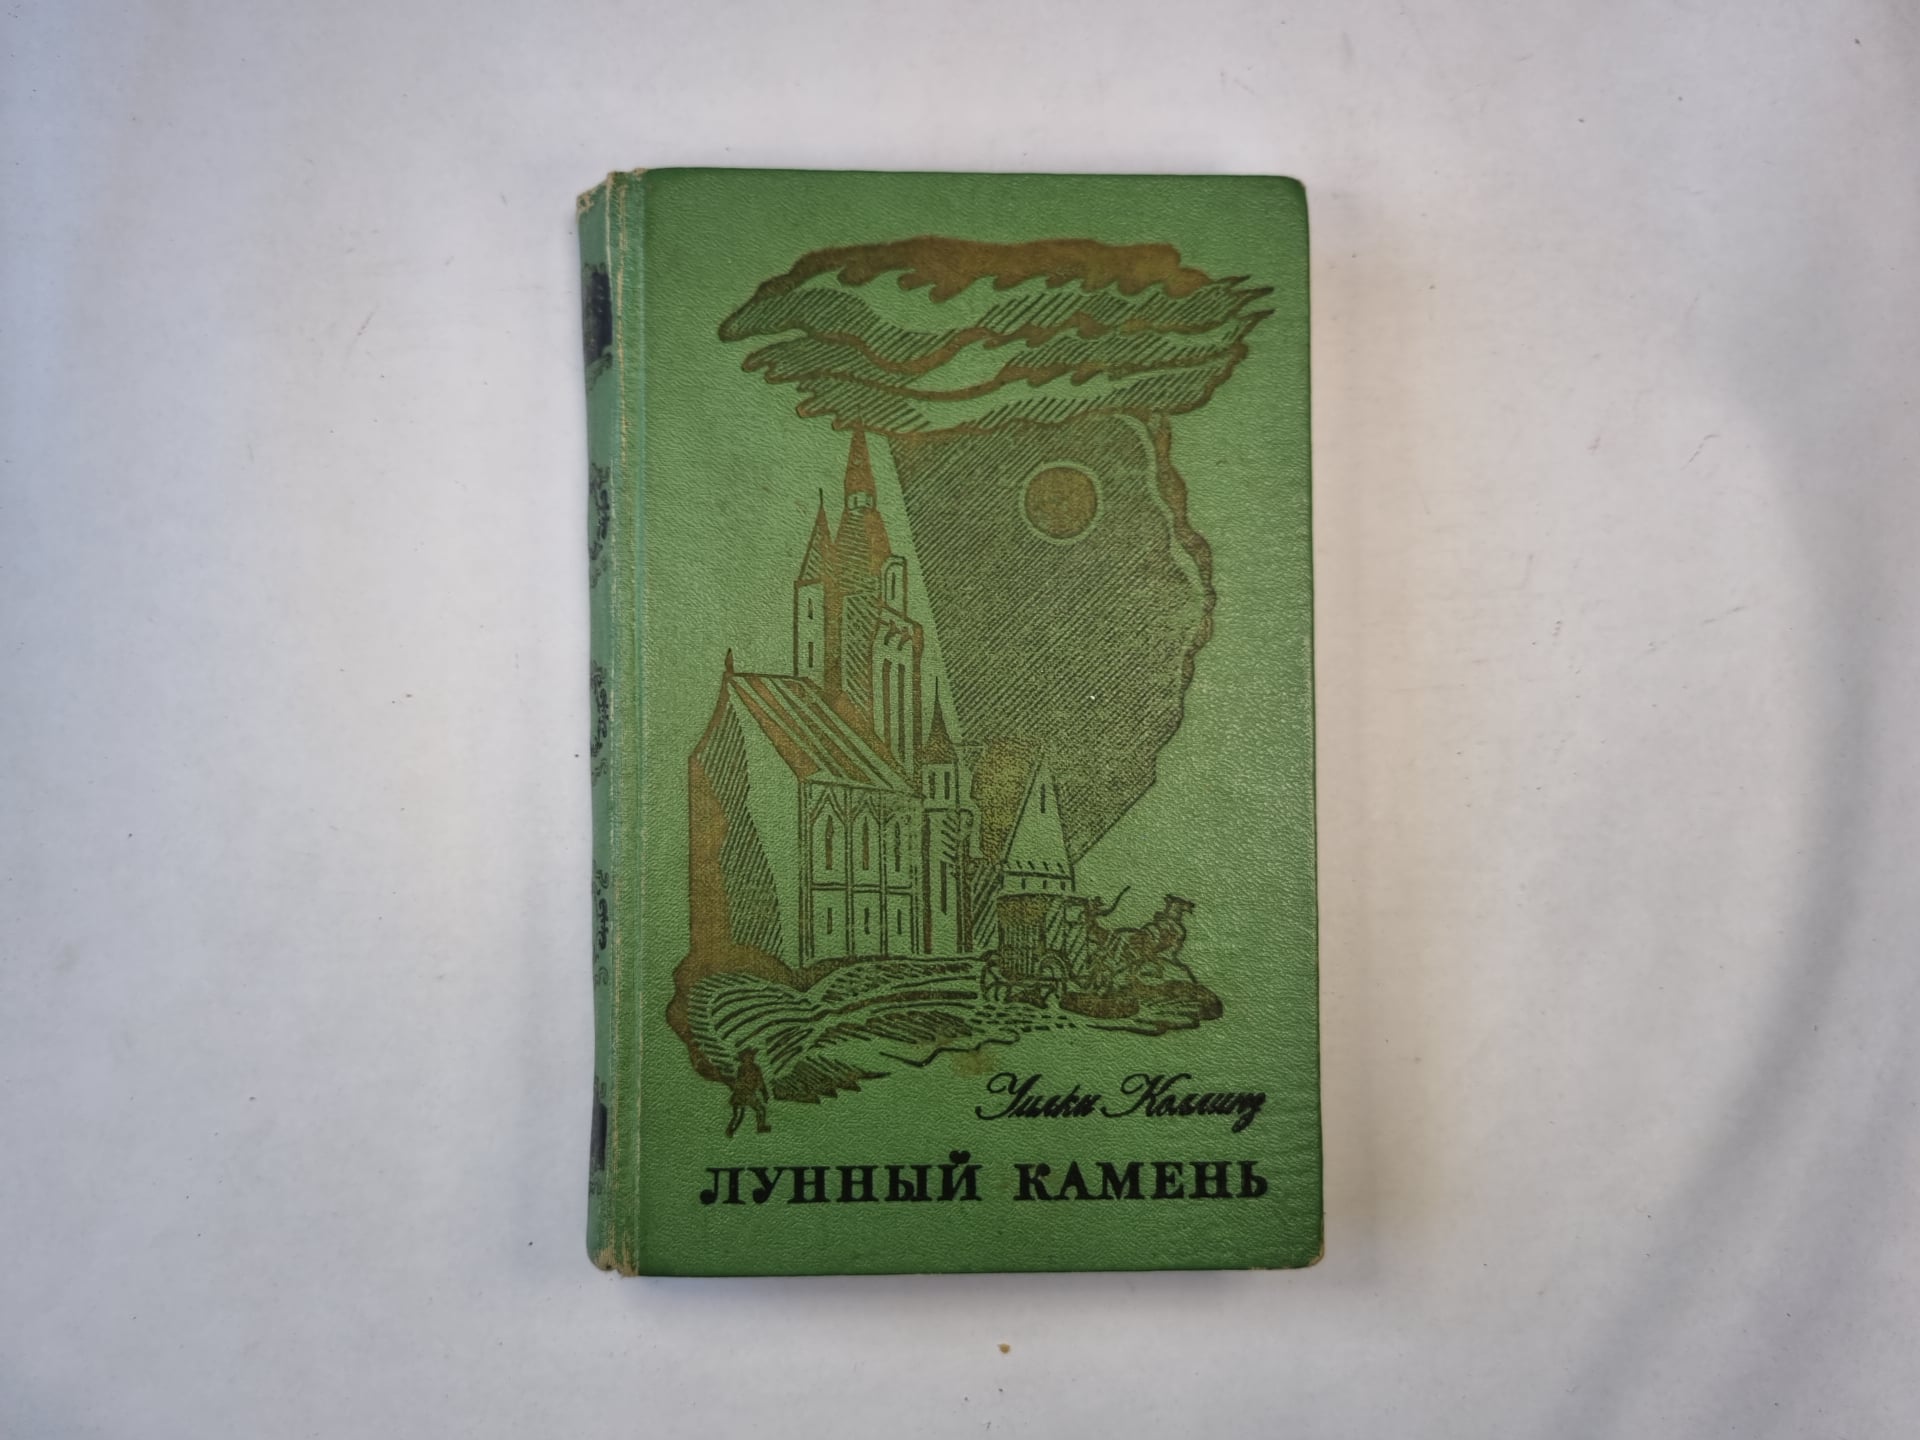 Уилки Коллинз
ЛУННЫЙ КАМЕНЬ